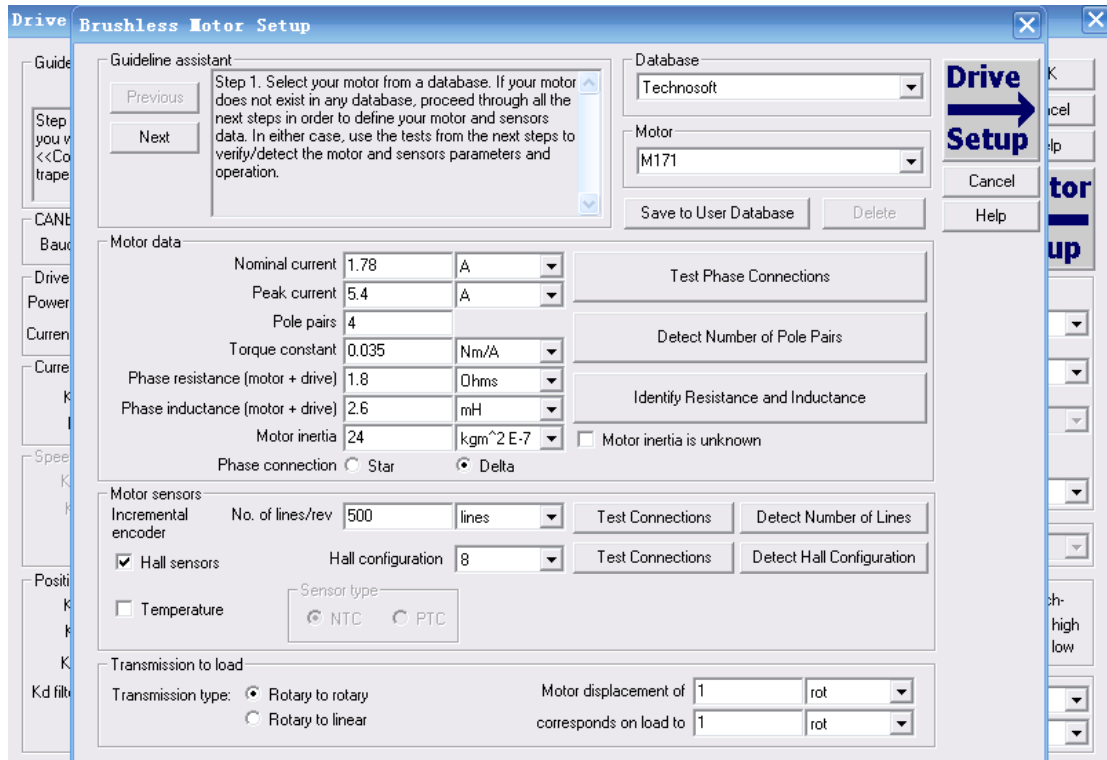 Drive
Brushless Motor Setup
Guide
Guideline assistant
Previous
Next
Step 1. Select your motor from a database. If your motor
does not exist in any database, proceed through all the
next steps in order to define your motor and sensors
data. In either case, use the tests from the next steps to
verify/detect the motor and sensors parameters and
operation.
Database
Technosoft
Motor
M171
Save to User Database
Delete
Drive
Setup
Cancel
Help
K
cel
lp
tor
up
Step
you w
<<Co
trape
CANb
Baud
Drive
Power
Curren
Curre
K
Spee
K
K
Positi
K
K
K
Kd filt
Motor data
Nominal current 1.78 A
Peak current 5.4 A
Pole pairs 4
Torque constant 0.035 Nm/A
Phase resistance (motor + drive) 1.8 Ohms
Phase inductance (motor + drive) 2.6 mH
Motor inertia 24 kgm^2 E-7
Motor inertia is unknown
Phase connection Star Delta
Test Phase Connections
Detect Number of Pole Pairs
Identify Resistance and Inductance
Motor sensors
Incremental
encoder
No. of lines/rev 500 lines
Test Connections
Detect Number of Lines
Hall sensors
Hall configuration 8
Test Connections
Detect Hall Configuration
Temperature
Sensor type
NTC PTC
Transmission to load
Transmission type: Rotary to rotary
Rotary to linear
Motor displacement of 1 rot
corresponds on load to 1 rot
ch-
high
low